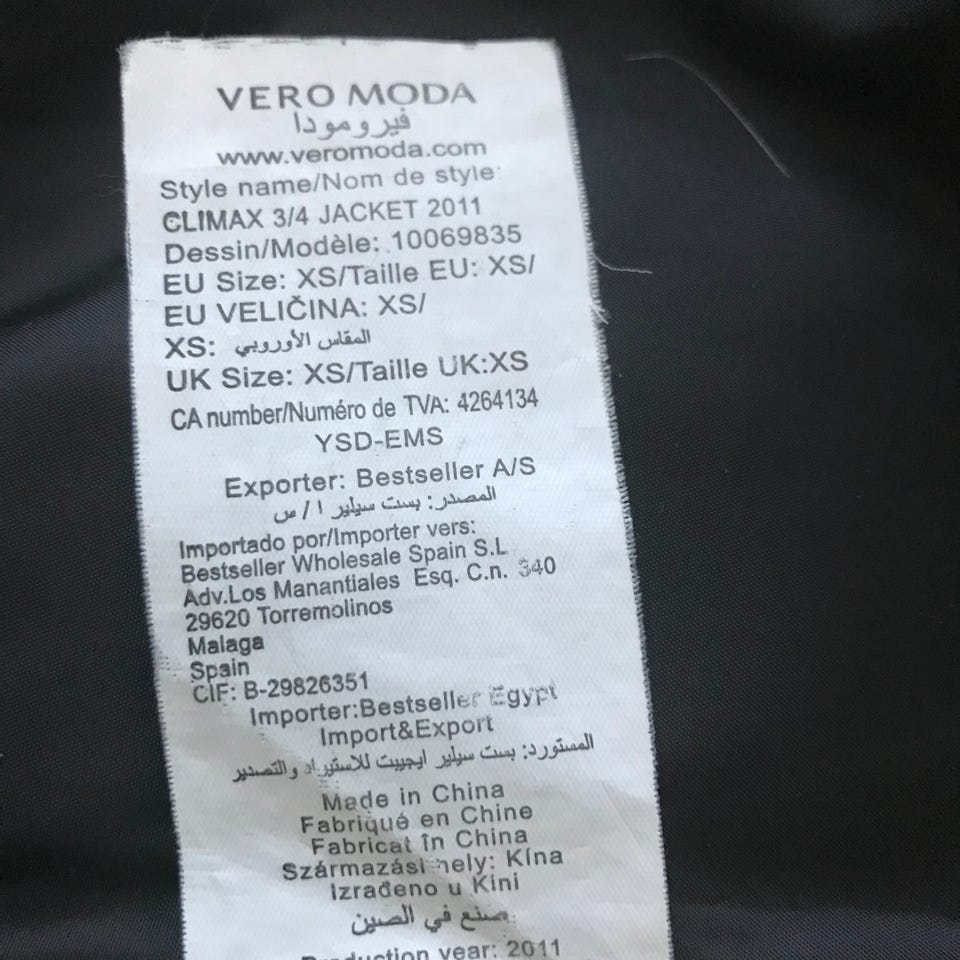 VERO MODA
فيرومودا
www.veromoda.com
Style name/Nom de style:
CLIMAX 3/4 JACKET 2011
Dessin/Modèle: 10069835
EU Size: XS/Taille EU: XS/
EU VELIČINA: XS/
XS: المقاس الأوروبي
UK Size: XS/Taille UK:XS
CA number/Numéro de TVA: 4264134
YSD-EMS
Exporter: Bestseller A/S
المصدر: بست سيلير ا/س
Importado por/Importer vers:
Bestseller Wholesale Spain S.L
Adv.Los Manantiales Esq. C.n. 340
29620 Torremolinos
Malaga
Spain
CIF: B-29826351
Importer:Bestseller Egypt
Import&Export
المستورد: بست سيلير ايجيبت للاستيراد والتصدير
Made in China
Fabriqué en Chine
Fabricat în China
Származási hely: Kína
Izrađeno u Kini
صنع في الصين
Production year: 2011